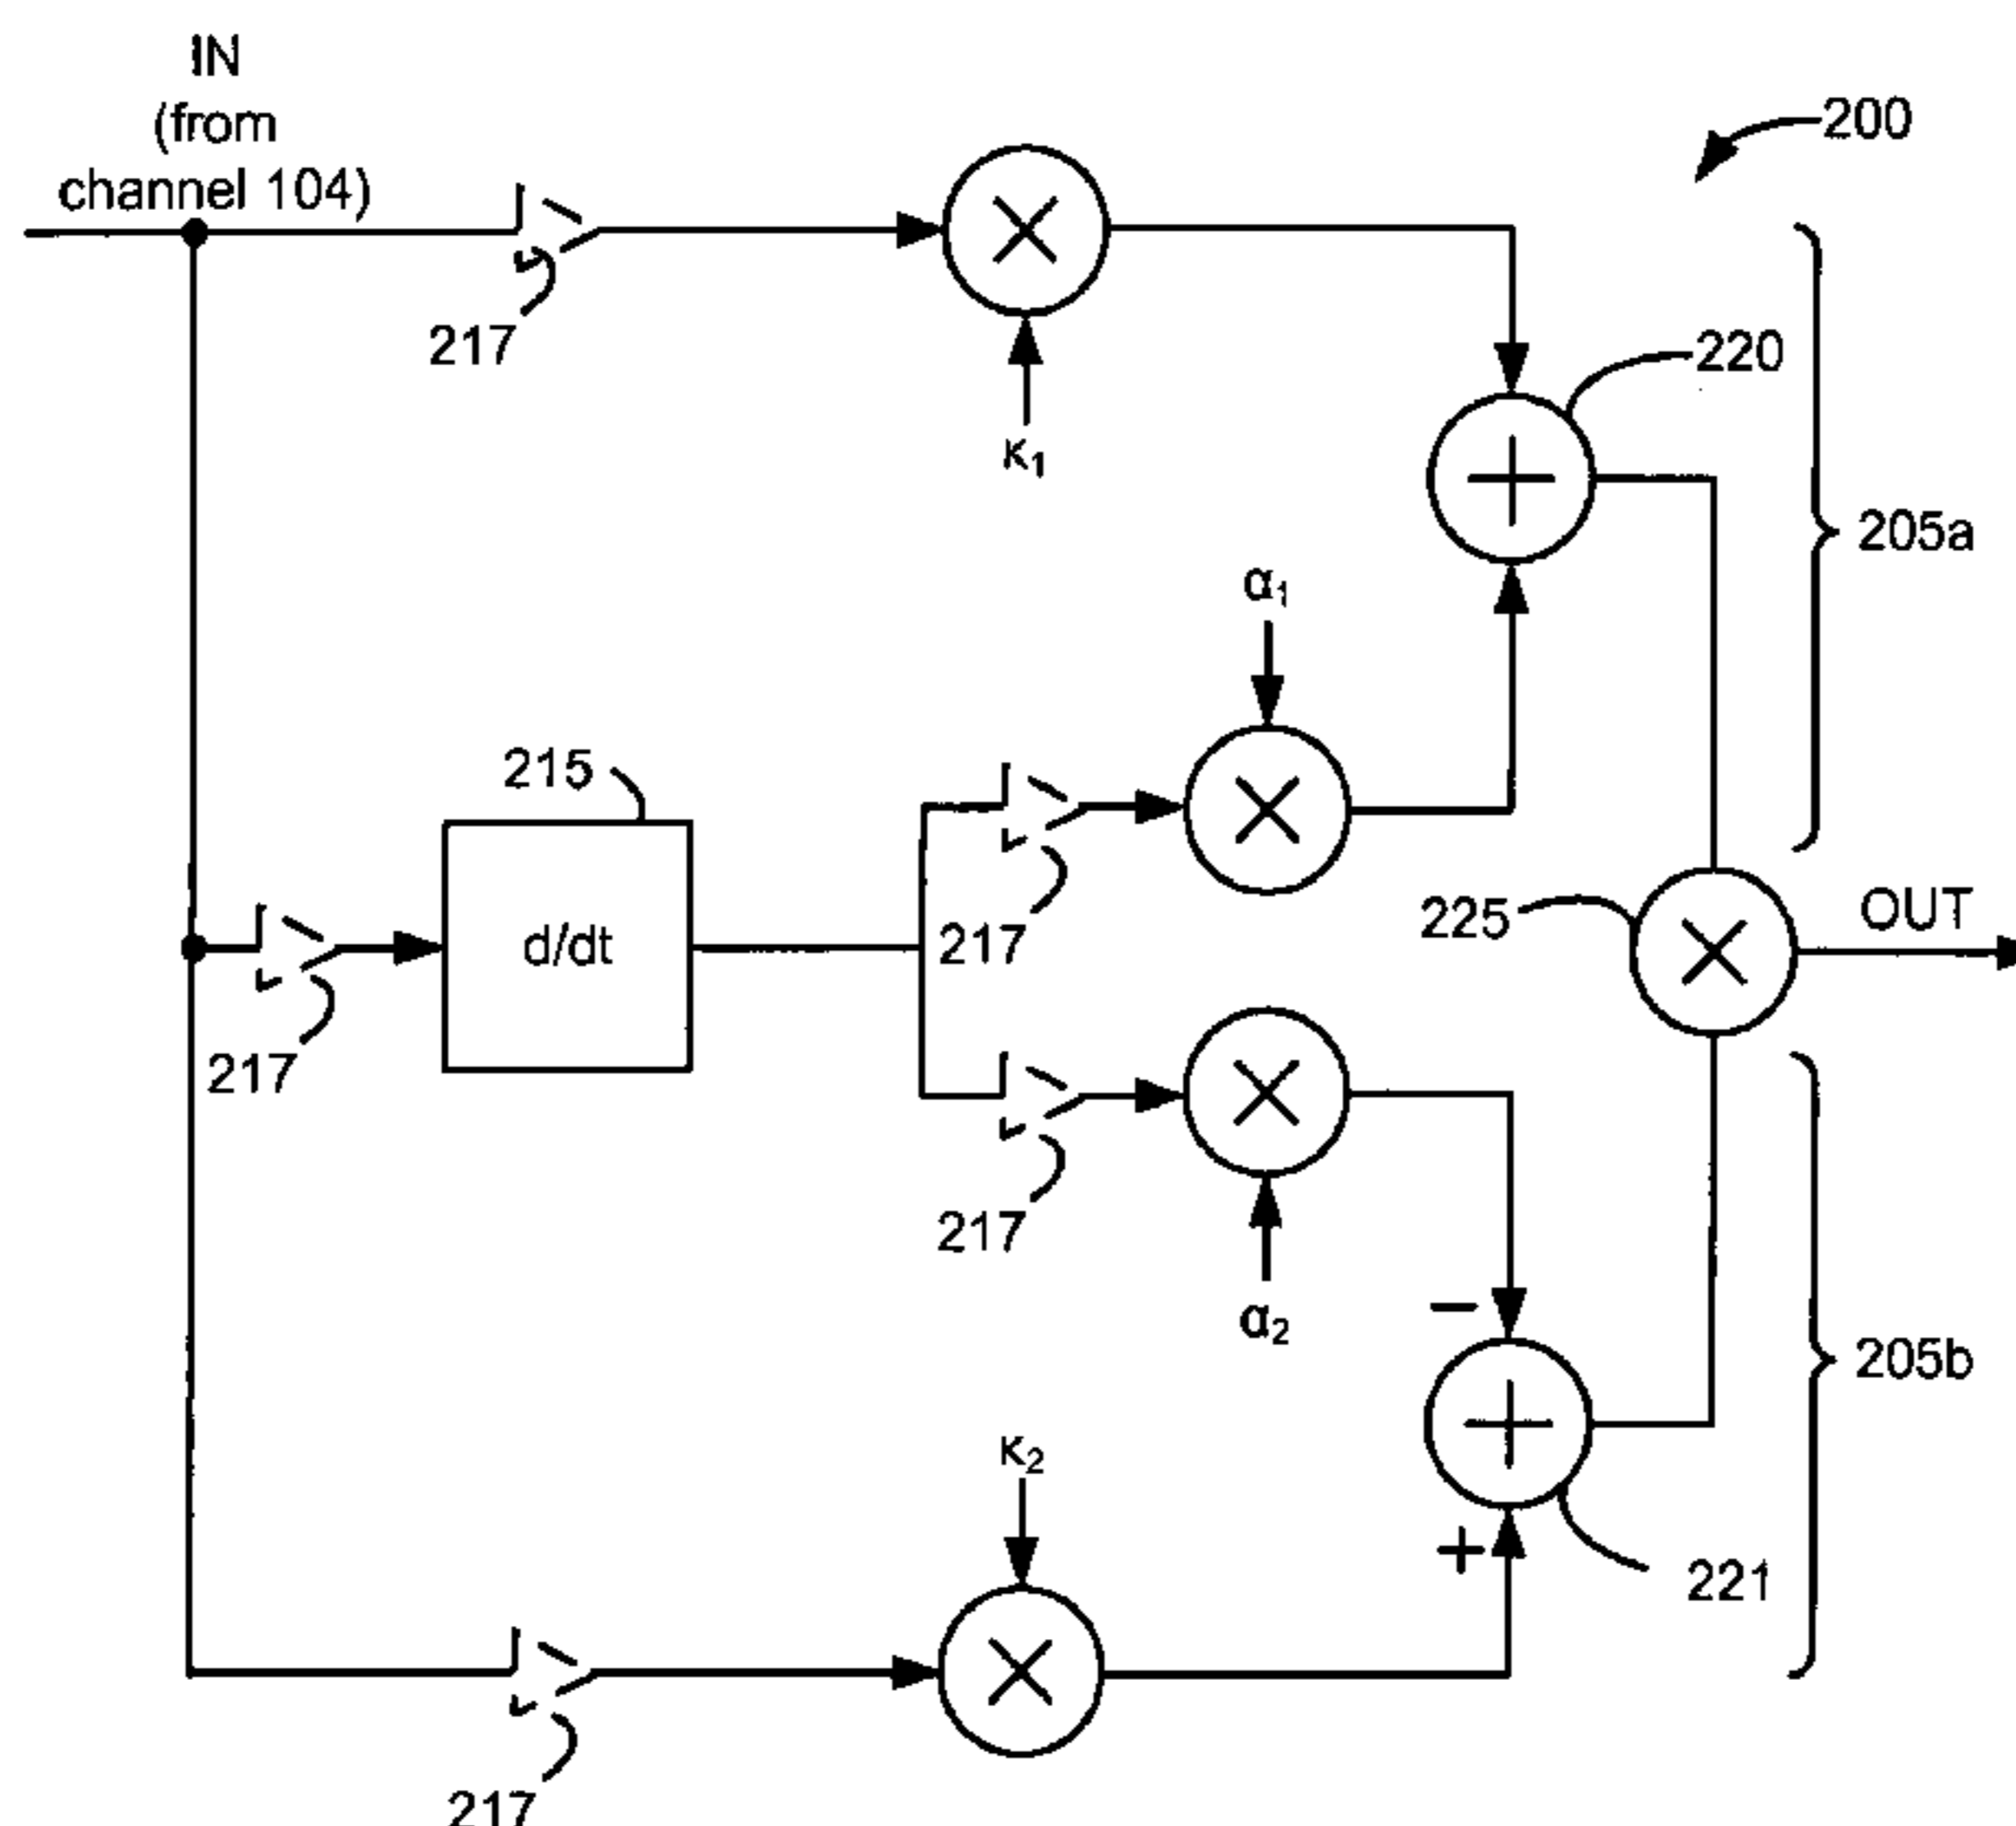 IN
(from
channel 104)
200
217
κ₁
220
205a
α₁
215
d/dt
217
225
OUT
217
217
α₂
−
205b
κ₂
+
221
217